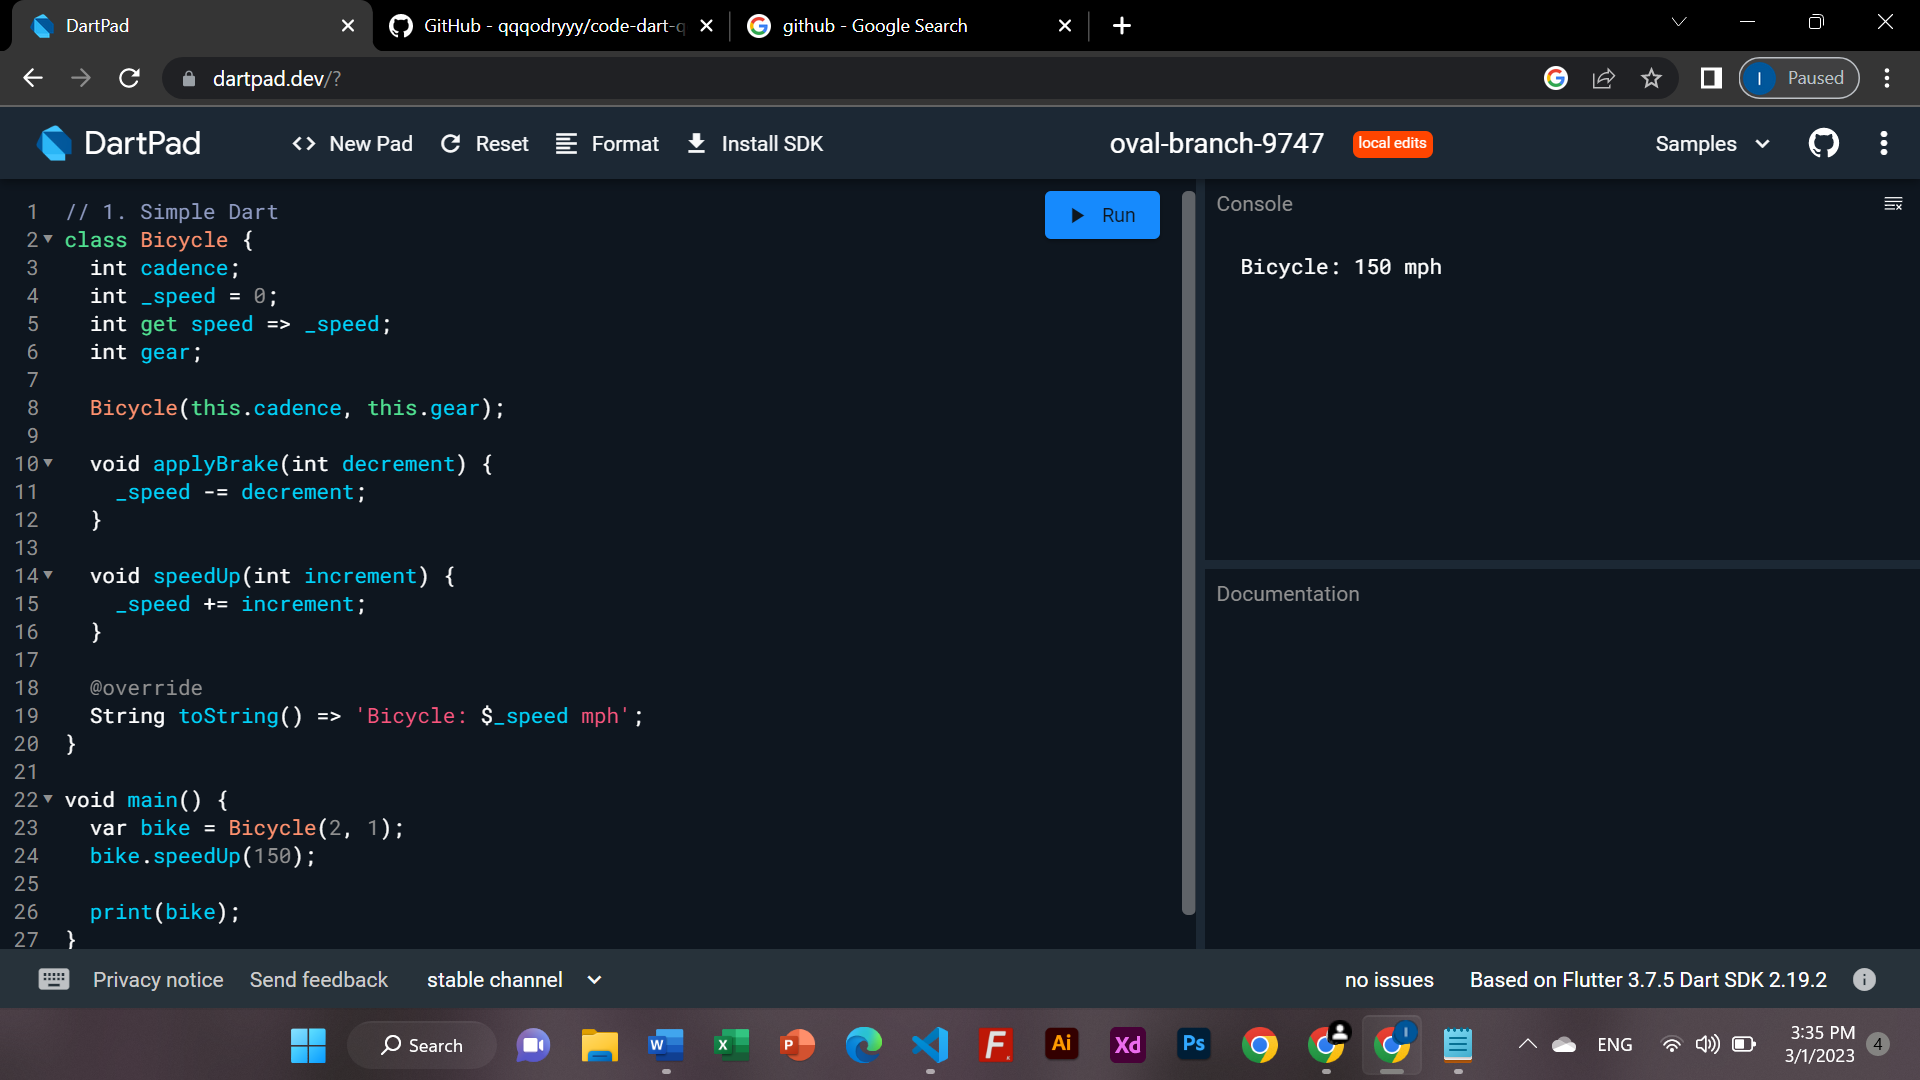 DartPad
GitHub - qqqodryyy/code-dart-q
github - Google Search
dartpad.dev/?
I
Paused
DartPad
New Pad
Reset
Format
Install SDK
oval-branch-9747
local edits
Samples
1 // 1. Simple Dart
2 class Bicycle {
3 int cadence;
4 int _speed = 0;
5 int get speed => _speed;
6 int gear;
7
8 Bicycle(this.cadence, this.gear);
9
10 void applyBrake(int decrement) {
11 _speed -= decrement;
12 }
13
14 void speedUp(int increment) {
15 _speed += increment;
16 }
17
18 @override
19 String toString() => 'Bicycle: $_speed mph';
20 }
21
22 void main() {
23 var bike = Bicycle(2, 1);
24 bike.speedUp(150);
25
26 print(bike);
27 }
Run
Console
Bicycle: 150 mph
Documentation
Privacy notice
Send feedback
stable channel
no issues
Based on Flutter 3.7.5 Dart SDK 2.19.2
Search
W
X
P
F
Ai
Xd
Ps
I
ENG
3:35 PM
3/1/2023
4